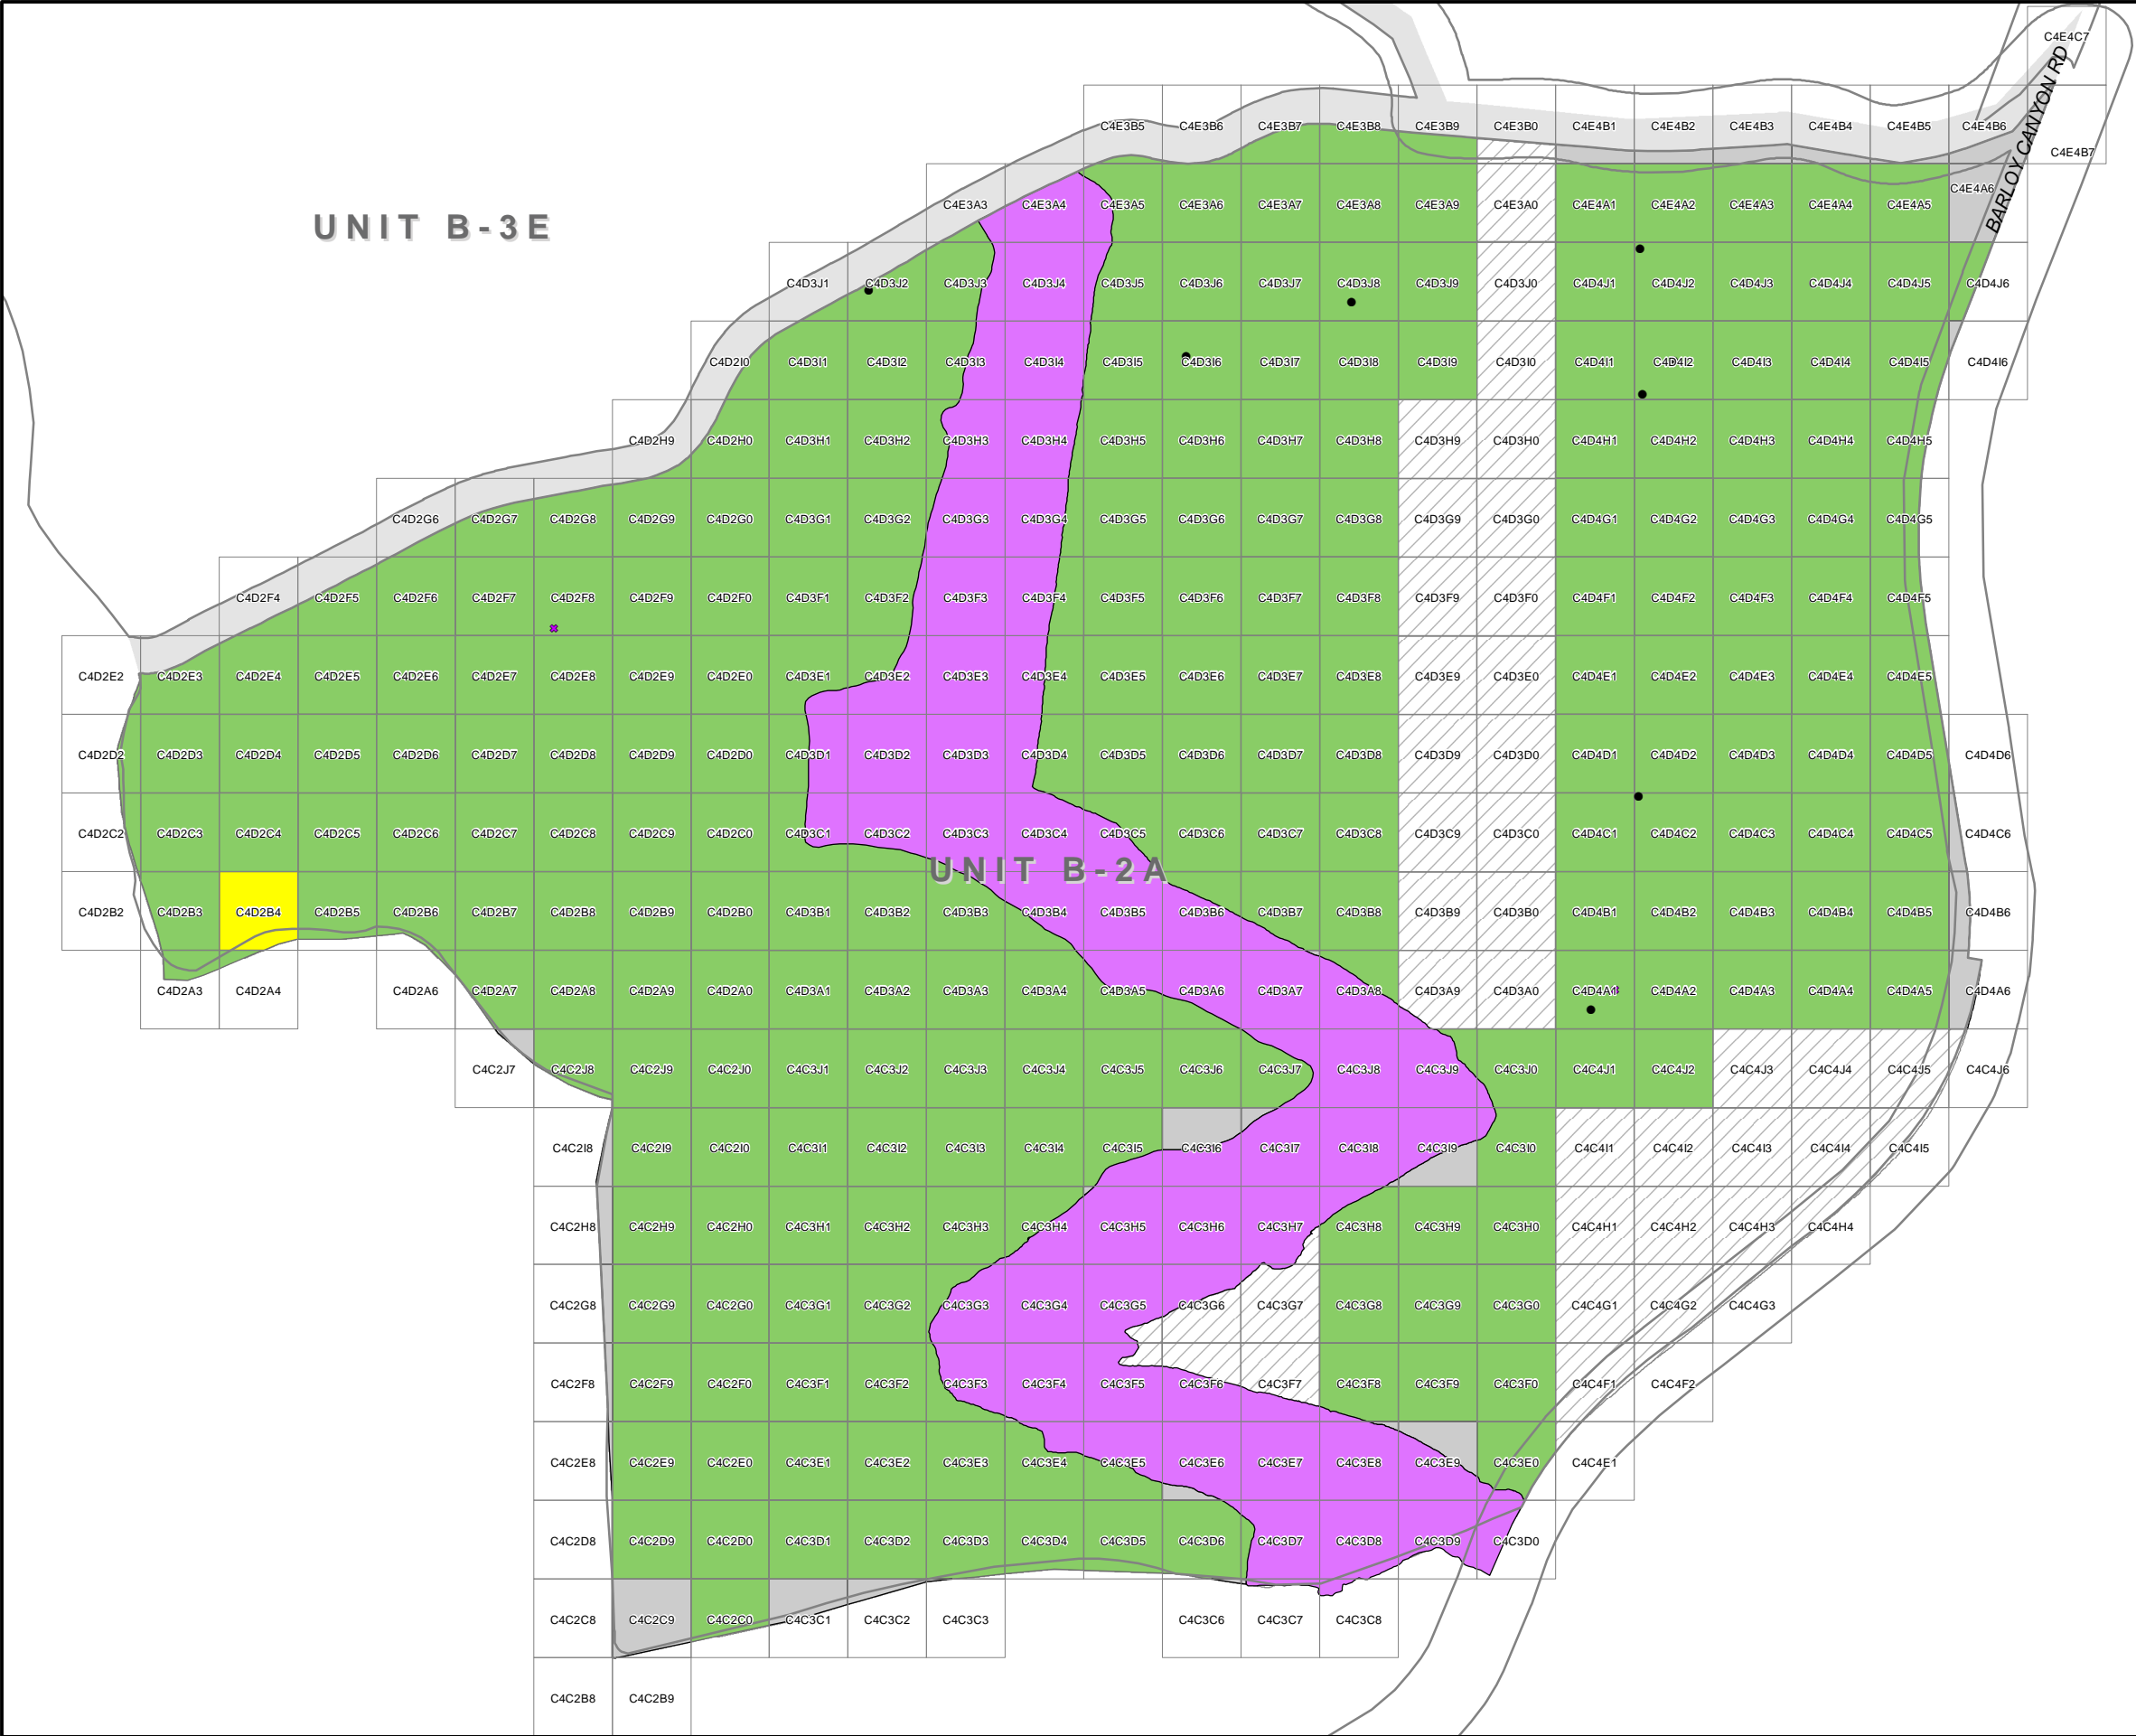 C4E4C7
BARLOY CANYON RD
C4E3B5 C4E3B6 C4E3B7 C4E3B8 C4E3B9 C4E3B0 C4E4B1 C4E4B2 C4E4B3 C4E4B4 C4E4B5 C4E4B6
C4E4B7
C4E4A6
C4E3A3 C4E3A4 C4E3A5 C4E3A6 C4E3A7 C4E3A8 C4E3A9 C4E3A0 C4E4A1 C4E4A2 C4E4A3 C4E4A4 C4E4A5
UNIT B-3E
C4D3J1 C4D3J2 C4D3J3 C4D3J4 C4D3J5 C4D3J6 C4D3J7 C4D3J8 C4D3J9 C4D3J0 C4D4J1 C4D4J2 C4D4J3 C4D4J4 C4D4J5 C4D4J6
C4D2I0 C4D3I1 C4D3I2 C4D3I3 C4D3I4 C4D3I5 C4D3I6 C4D3I7 C4D3I8 C4D3I9 C4D3I0 C4D4I1 C4D4I2 C4D4I3 C4D4I4 C4D4I5 C4D4I6
C4D2H9 C4D2H0 C4D3H1 C4D3H2 C4D3H3 C4D3H4 C4D3H5 C4D3H6 C4D3H7 C4D3H8 C4D3H9 C4D3H0 C4D4H1 C4D4H2 C4D4H3 C4D4H4 C4D4H5
C4D2G6 C4D2G7 C4D2G8 C4D2G9 C4D2G0 C4D3G1 C4D3G2 C4D3G3 C4D3G4 C4D3G5 C4D3G6 C4D3G7 C4D3G8 C4D3G9 C4D3G0 C4D4G1 C4D4G2 C4D4G3 C4D4G4 C4D4G5
C4D2F4 C4D2F5 C4D2F6 C4D2F7 C4D2F8 C4D2F9 C4D2F0 C4D3F1 C4D3F2 C4D3F3 C4D3F4 C4D3F5 C4D3F6 C4D3F7 C4D3F8 C4D3F9 C4D3F0 C4D4F1 C4D4F2 C4D4F3 C4D4F4 C4D4F5
C4D2E2 C4D2E3 C4D2E4 C4D2E5 C4D2E6 C4D2E7 C4D2E8 C4D2E9 C4D2E0 C4D3E1 C4D3E2 C4D3E3 C4D3E4 C4D3E5 C4D3E6 C4D3E7 C4D3E8 C4D3E9 C4D3E0 C4D4E1 C4D4E2 C4D4E3 C4D4E4 C4D4E5
C4D2D2 C4D2D3 C4D2D4 C4D2D5 C4D2D6 C4D2D7 C4D2D8 C4D2D9 C4D2D0 C4D3D1 C4D3D2 C4D3D3 C4D3D4 C4D3D5 C4D3D6 C4D3D7 C4D3D8 C4D3D9 C4D3D0 C4D4D1 C4D4D2 C4D4D3 C4D4D4 C4D4D5 C4D4D6
C4D2C2 C4D2C3 C4D2C4 C4D2C5 C4D2C6 C4D2C7 C4D2C8 C4D2C9 C4D2C0 C4D3C1 C4D3C2 C4D3C3 C4D3C4 C4D3C5 C4D3C6 C4D3C7 C4D3C8 C4D3C9 C4D3C0 C4D4C1 C4D4C2 C4D4C3 C4D4C4 C4D4C5 C4D4C6
UNIT B-2A
C4D2B2 C4D2B3 C4D2B4 C4D2B5 C4D2B6 C4D2B7 C4D2B8 C4D2B9 C4D2B0 C4D3B1 C4D3B2 C4D3B3 C4D3B4 C4D3B5 C4D3B6 C4D3B7 C4D3B8 C4D3B9 C4D3B0 C4D4B1 C4D4B2 C4D4B3 C4D4B4 C4D4B5 C4D4B6
C4D2A3 C4D2A4 C4D2A6 C4D2A7 C4D2A8 C4D2A9 C4D2A0 C4D3A1 C4D3A2 C4D3A3 C4D3A4 C4D3A5 C4D3A6 C4D3A7 C4D3A8 C4D3A9 C4D3A0 C4D4A1 C4D4A2 C4D4A3 C4D4A4 C4D4A5 C4D4A6
C4C2J7 C4C2J8 C4C2J9 C4C2J0 C4C3J1 C4C3J2 C4C3J3 C4C3J4 C4C3J5 C4C3J6 C4C3J7 C4C3J8 C4C3J9 C4C3J0 C4C4J1 C4C4J2 C4C4J3 C4C4J4 C4C4J5 C4C4J6
C4C2I8 C4C2I9 C4C2I0 C4C3I1 C4C3I2 C4C3I3 C4C3I4 C4C3I5 C4C3I6 C4C3I7 C4C3I8 C4C3I9 C4C3I0 C4C4I1 C4C4I2 C4C4I3 C4C4I4 C4C4I5
C4C2H8 C4C2H9 C4C2H0 C4C3H1 C4C3H2 C4C3H3 C4C3H4 C4C3H5 C4C3H6 C4C3H7 C4C3H8 C4C3H9 C4C3H0 C4C4H1 C4C4H2 C4C4H3 C4C4H4
C4C2G8 C4C2G9 C4C2G0 C4C3G1 C4C3G2 C4C3G3 C4C3G4 C4C3G5 C4C3G6 C4C3G7 C4C3G8 C4C3G9 C4C3G0 C4C4G1 C4C4G2 C4C4G3
C4C2F8 C4C2F9 C4C2F0 C4C3F1 C4C3F2 C4C3F3 C4C3F4 C4C3F5 C4C3F6 C4C3F7 C4C3F8 C4C3F9 C4C3F0 C4C4F1 C4C4F2
C4C2E8 C4C2E9 C4C2E0 C4C3E1 C4C3E2 C4C3E3 C4C3E4 C4C3E5 C4C3E6 C4C3E7 C4C3E8 C4C3E9 C4C3E0 C4C4E1
C4C2D8 C4C2D9 C4C2D0 C4C3D1 C4C3D2 C4C3D3 C4C3D4 C4C3D5 C4C3D6 C4C3D7 C4C3D8 C4C3D9 C4C3D0
C4C2C8 C4C2C9 C4C2C0 C4C3C1 C4C3C2 C4C3C3 C4C3C6 C4C3C7 C4C3C8
C4C2B8 C4C2B9